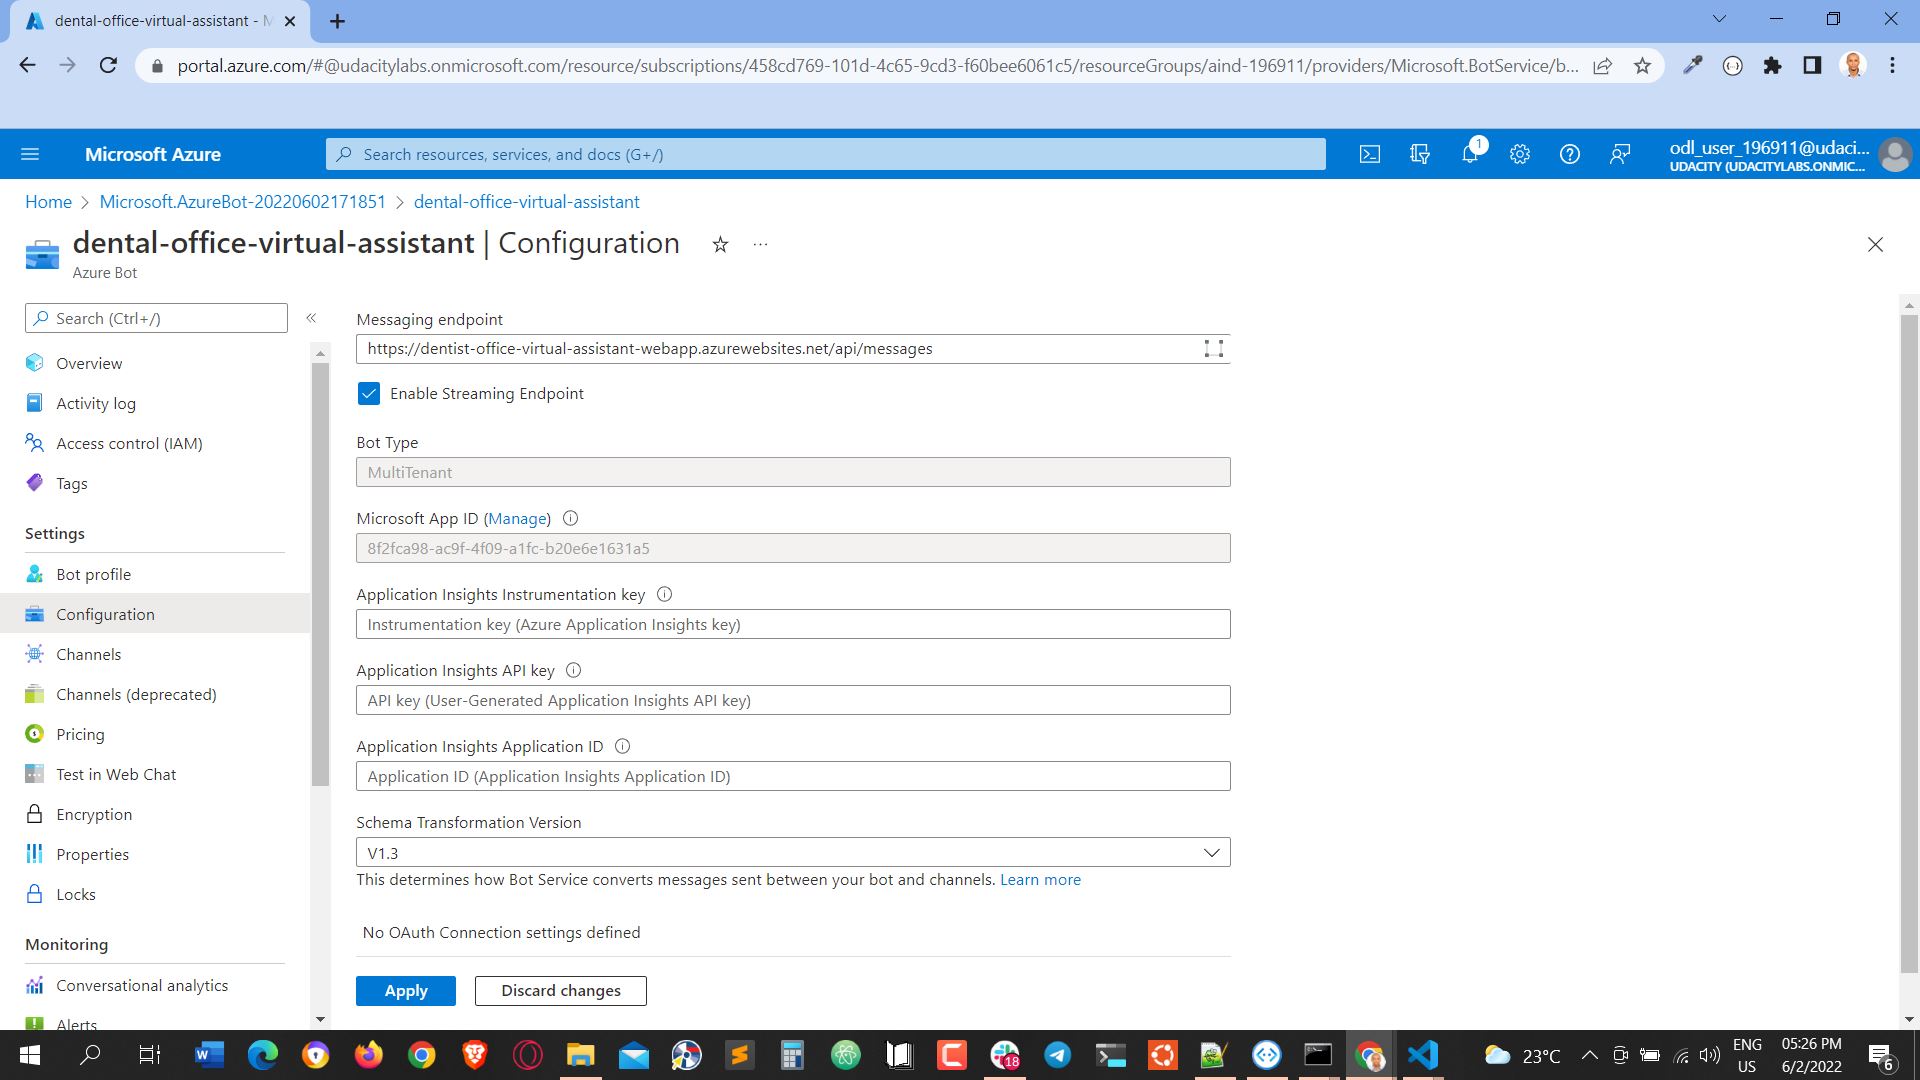 dental-office-virtual-assistant - M
portal.azure.com/#@udacitylabs.onmicrosoft.com/resource/subscriptions/458cd769-101d-4c65-9cd3-f60bee6061c5/resourceGroups/aind-196911/providers/Microsoft.BotService/b...
Microsoft Azure
Search resources, services, and docs (G+/)
1
odl_user_196911@udaci...
UDACITY (UDACITYLABS.ONMIC...
Home > Microsoft.AzureBot-20220602171851 > dental-office-virtual-assistant
dental-office-virtual-assistant | Configuration
Azure Bot
Search (Ctrl+/)
Overview
Activity log
Access control (IAM)
Tags
Settings
Bot profile
Configuration
Channels
Channels (deprecated)
Pricing
Test in Web Chat
Encryption
Properties
Locks
Monitoring
Conversational analytics
Alerts
Messaging endpoint
https://dentist-office-virtual-assistant-webapp.azurewebsites.net/api/messages
Enable Streaming Endpoint
Bot Type
MultiTenant
Microsoft App ID (Manage)
8f2fca98-ac9f-4f09-a1fc-b20e6e1631a5
Application Insights Instrumentation key
Instrumentation key (Azure Application Insights key)
Application Insights API key
API key (User-Generated Application Insights API key)
Application Insights Application ID
Application ID (Application Insights Application ID)
Schema Transformation Version
V1.3
This determines how Bot Service converts messages sent between your bot and channels. Learn more
No OAuth Connection settings defined
Apply
Discard changes
18
23°C
ENG
US
05:26 PM
6/2/2022
6